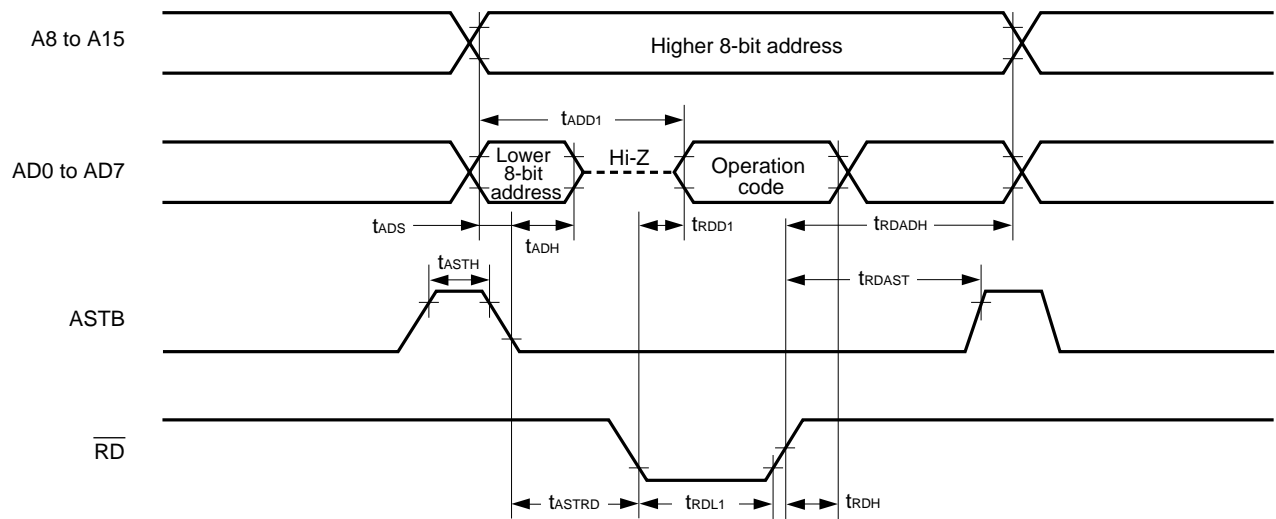 A8 to A15
Higher 8-bit address
tADD1
AD0 to AD7
Lower
8-bit
address
Hi-Z
Operation
code
tADS
tADH
tRDD1
tRDADH
tASTH
tRDAST
ASTB
RD
tASTRD
tRDL1
tRDH